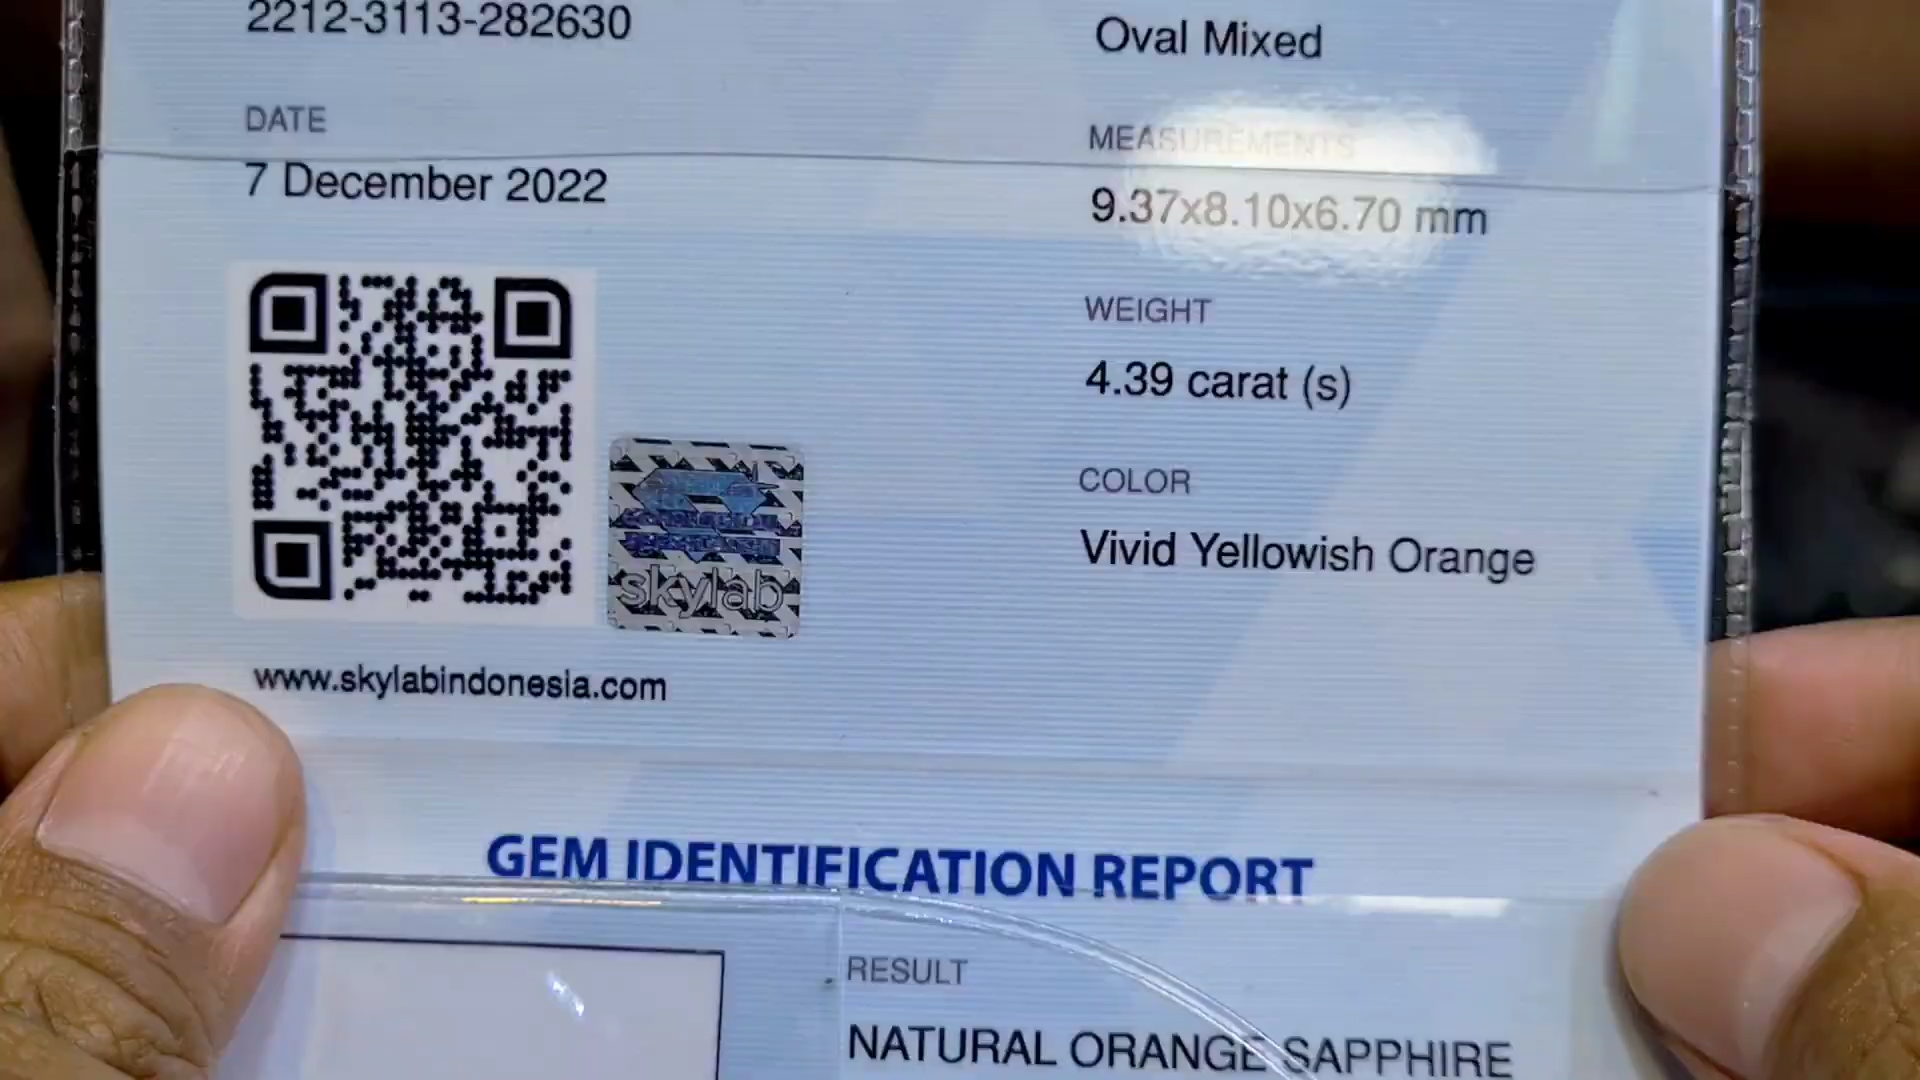 2212-3113-282630
DATE
7 December 2022
skylab
www.skylabindonesia.com
Oval Mixed
MEASUREMENTS
9.37x8.10x6.70 mm
WEIGHT
4.39 carat (s)
COLOR
Vivid Yellowish Orange
GEM IDENTIFICATION REPORT
RESULT
NATURAL ORANGE SAPPHIRE